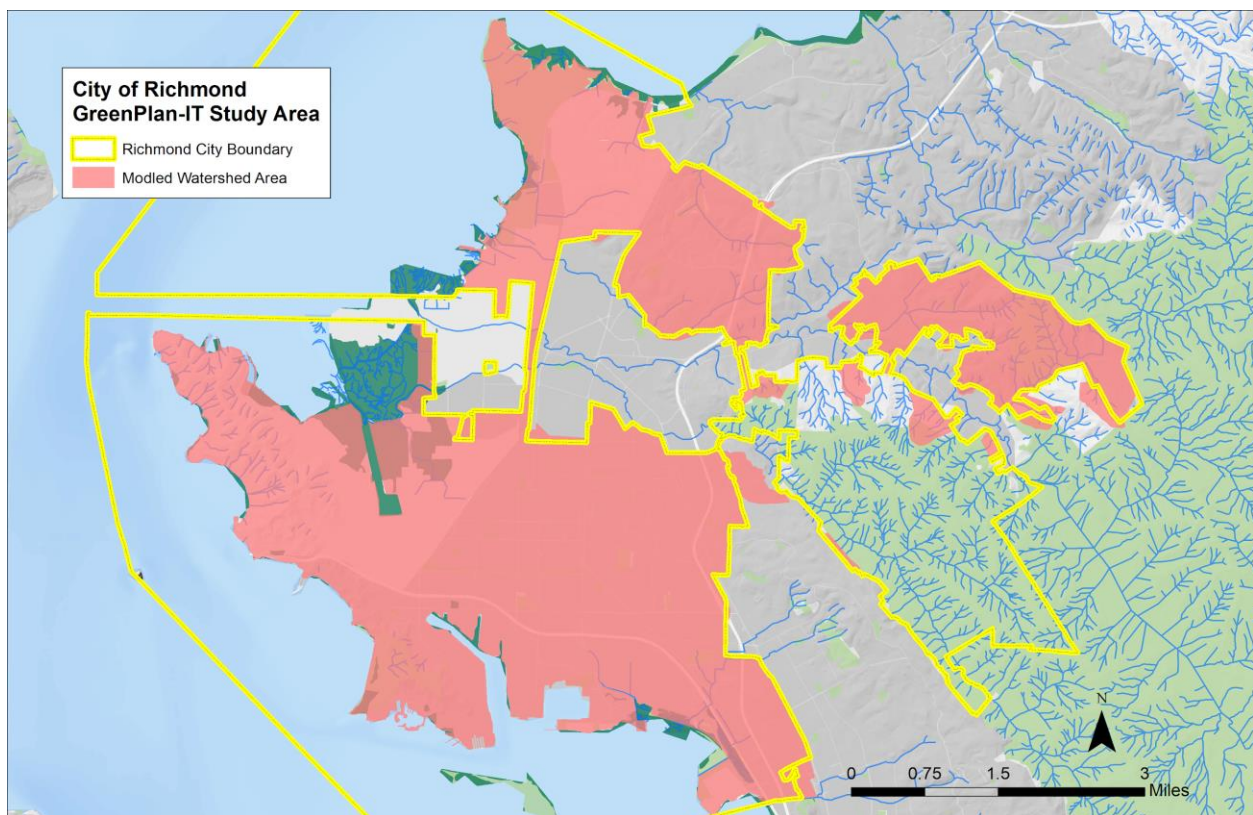 City of Richmond
GreenPlan-IT Study Area
Richmond City Boundary
Modled Watershed Area
N
0 0.75 1.5 3
Miles